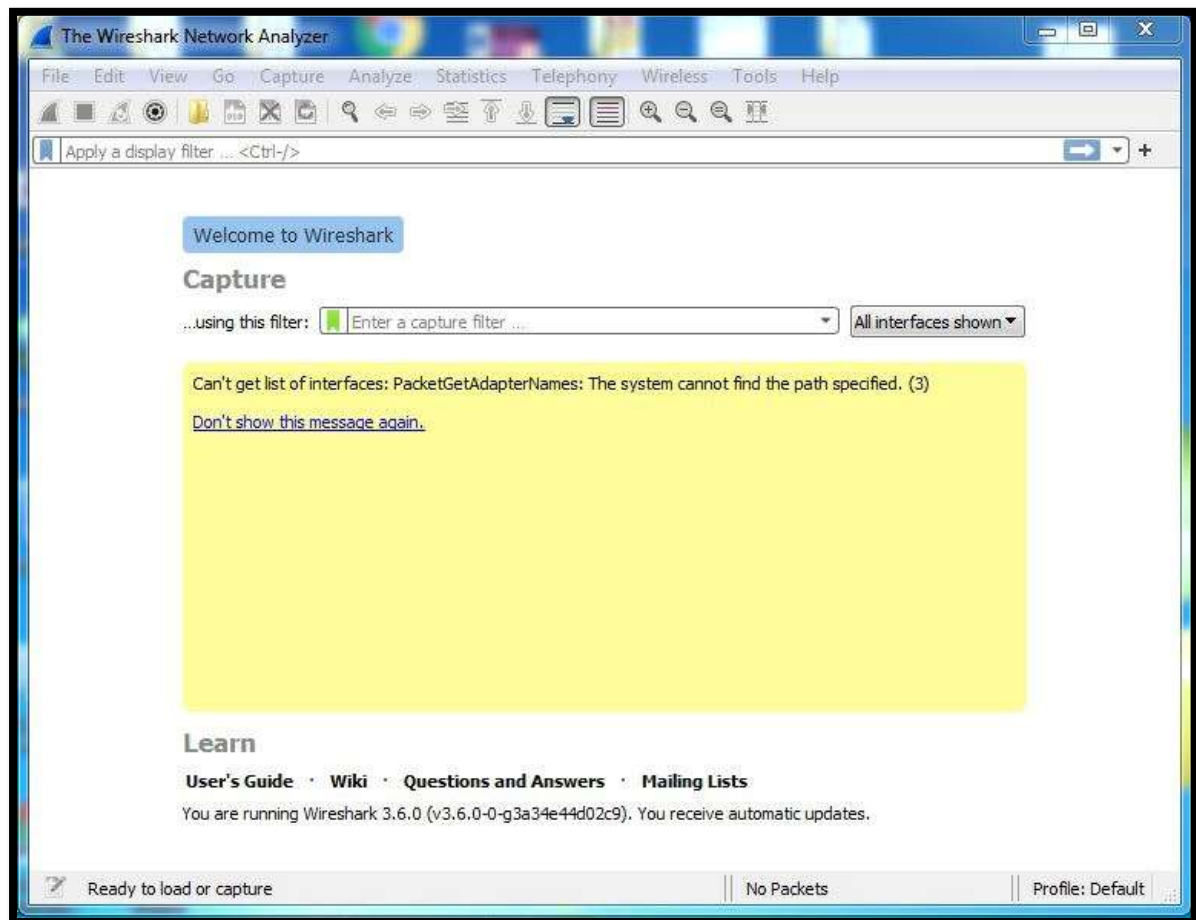 The Wireshark Network Analyzer
File Edit View Go Capture Analyze Statistics Telephony Wireless Tools Help
Apply a display filter ... <Ctrl-/>
Welcome to Wireshark
Capture
...using this filter: Enter a capture filter ... All interfaces shown
Can't get list of interfaces: PacketGetAdapterNames: The system cannot find the path specified. (3)
Don't show this message again.
Learn
User's Guide · Wiki · Questions and Answers · Mailing Lists
You are running Wireshark 3.6.0 (v3.6.0-0-g3a34e44d02c9). You receive automatic updates.
Ready to load or capture No Packets Profile: Default